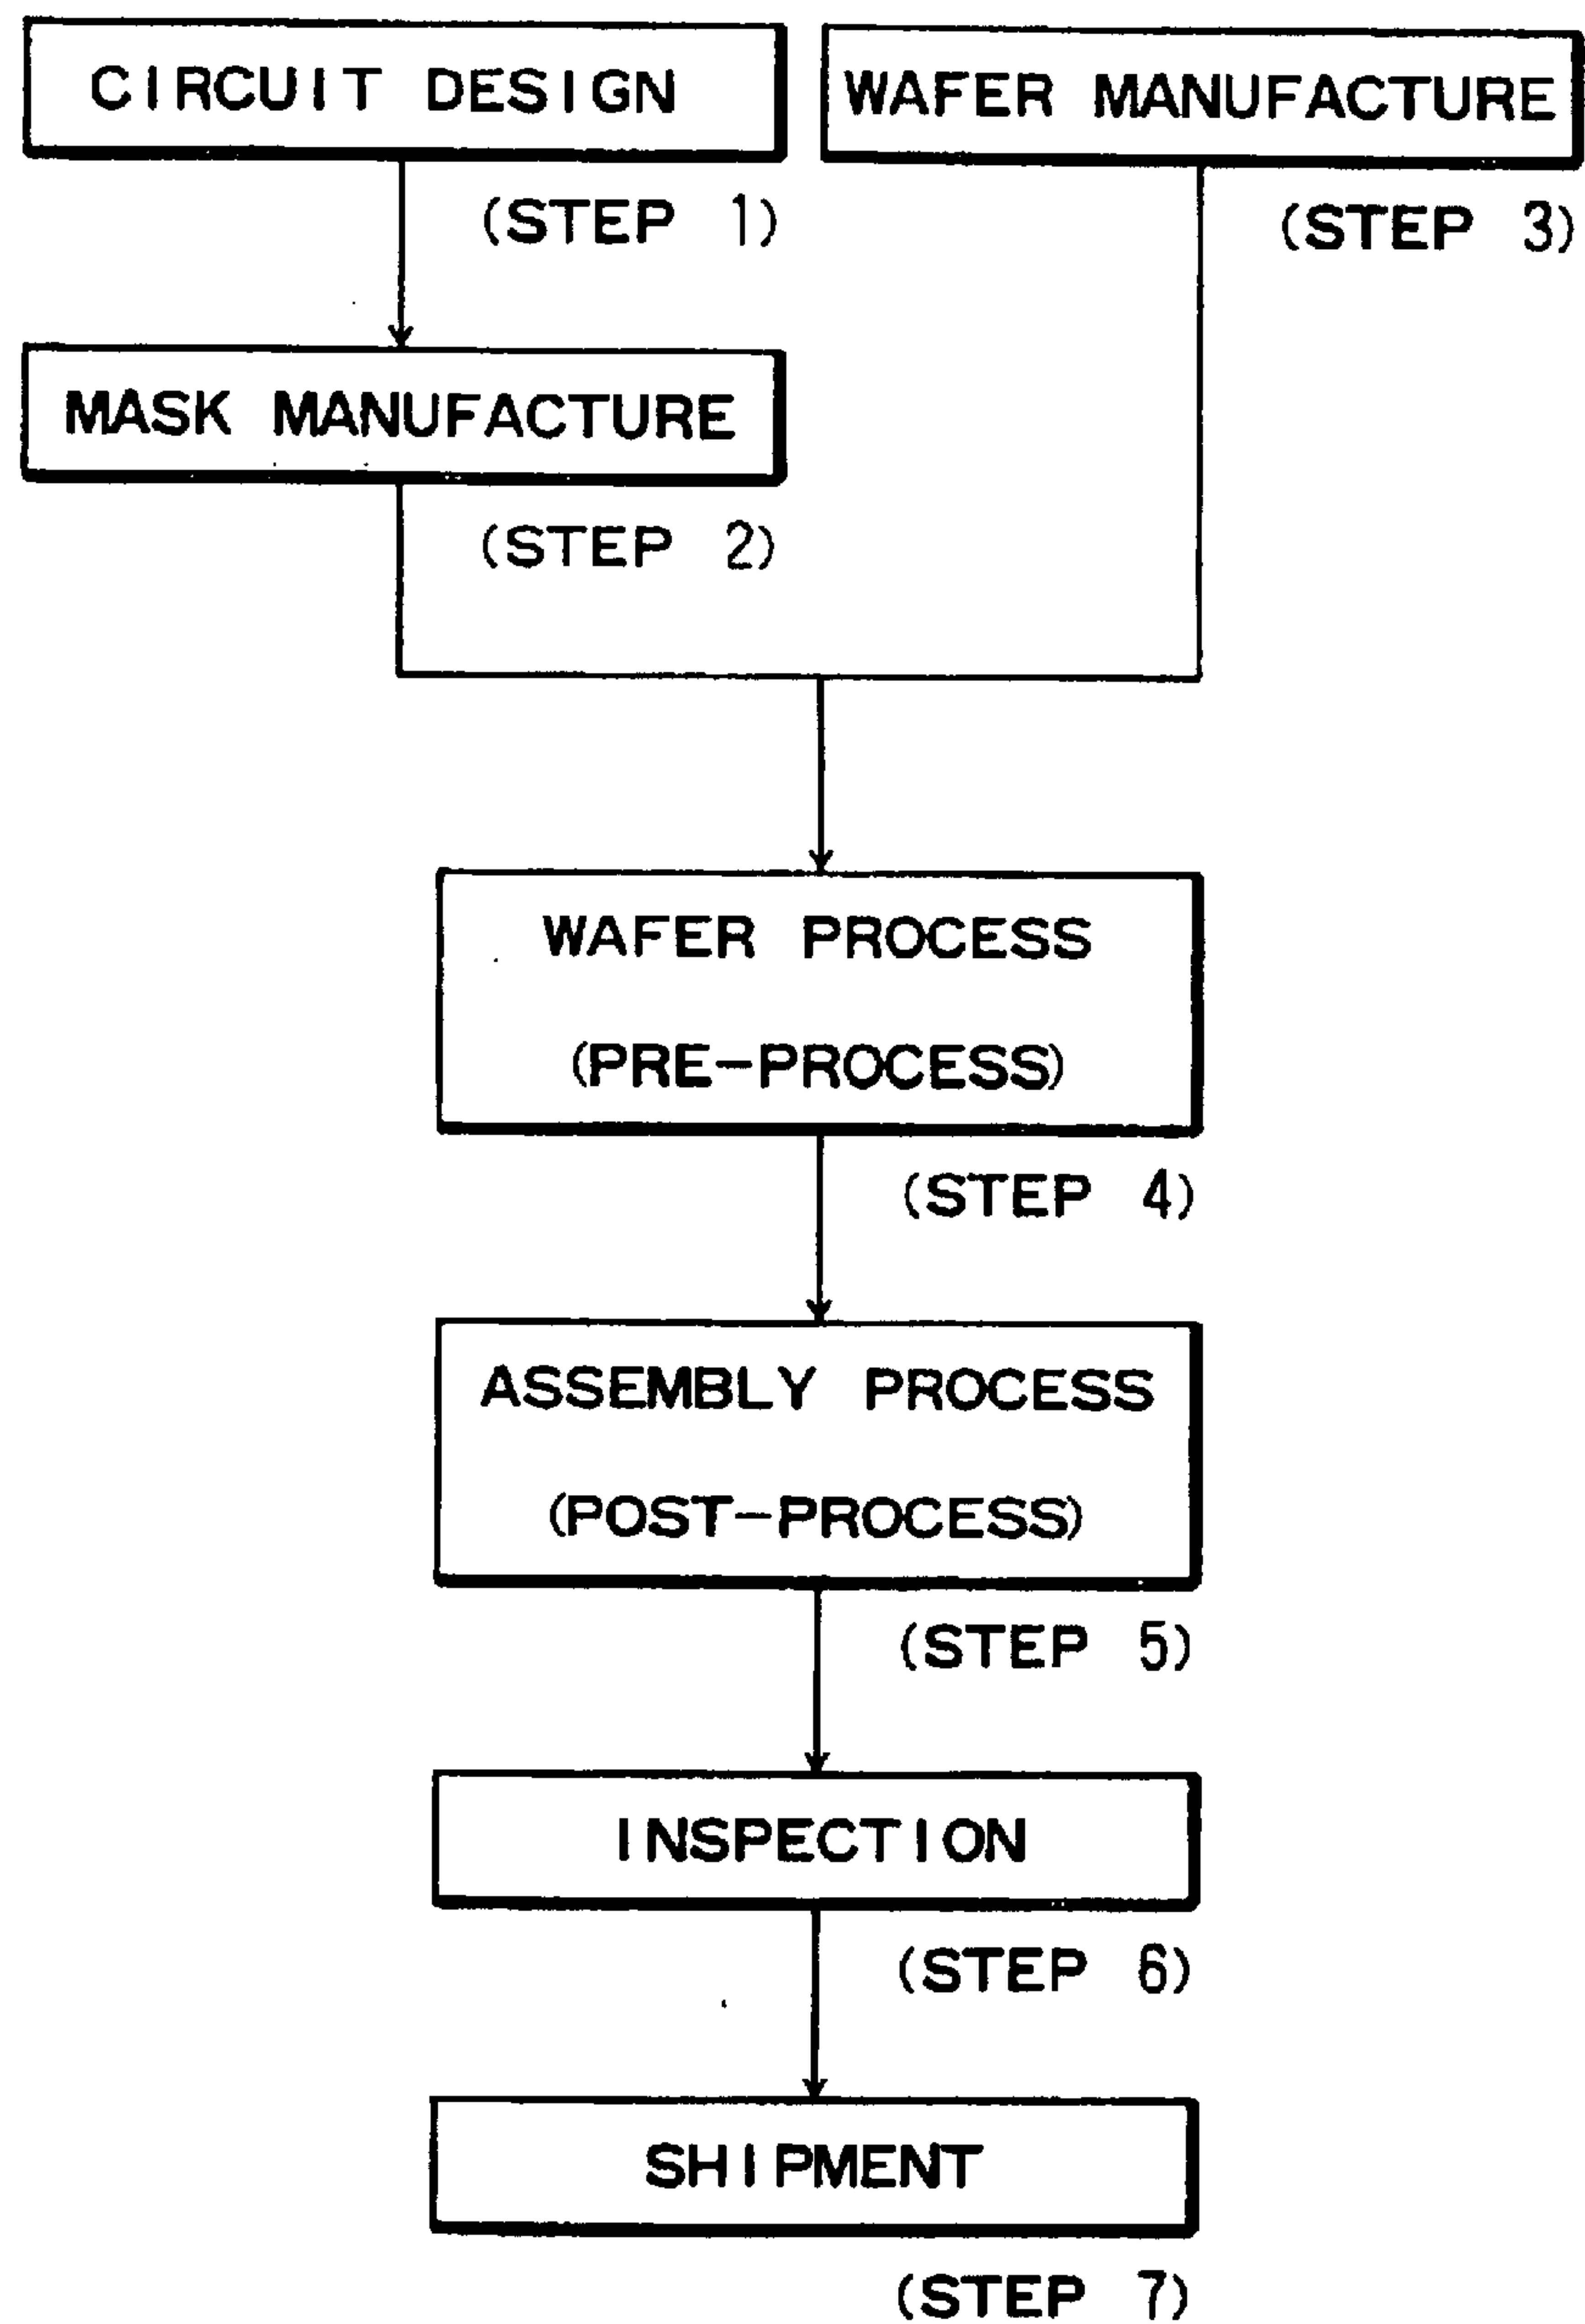 CIRCUIT DESIGN
(STEP 1)
WAFER MANUFACTURE
(STEP 3)
MASK MANUFACTURE
(STEP 2)
WAFER PROCESS
(PRE-PROCESS)
(STEP 4)
ASSEMBLY PROCESS
(POST-PROCESS)
(STEP 5)
INSPECTION
(STEP 6)
SHIPMENT
(STEP 7)